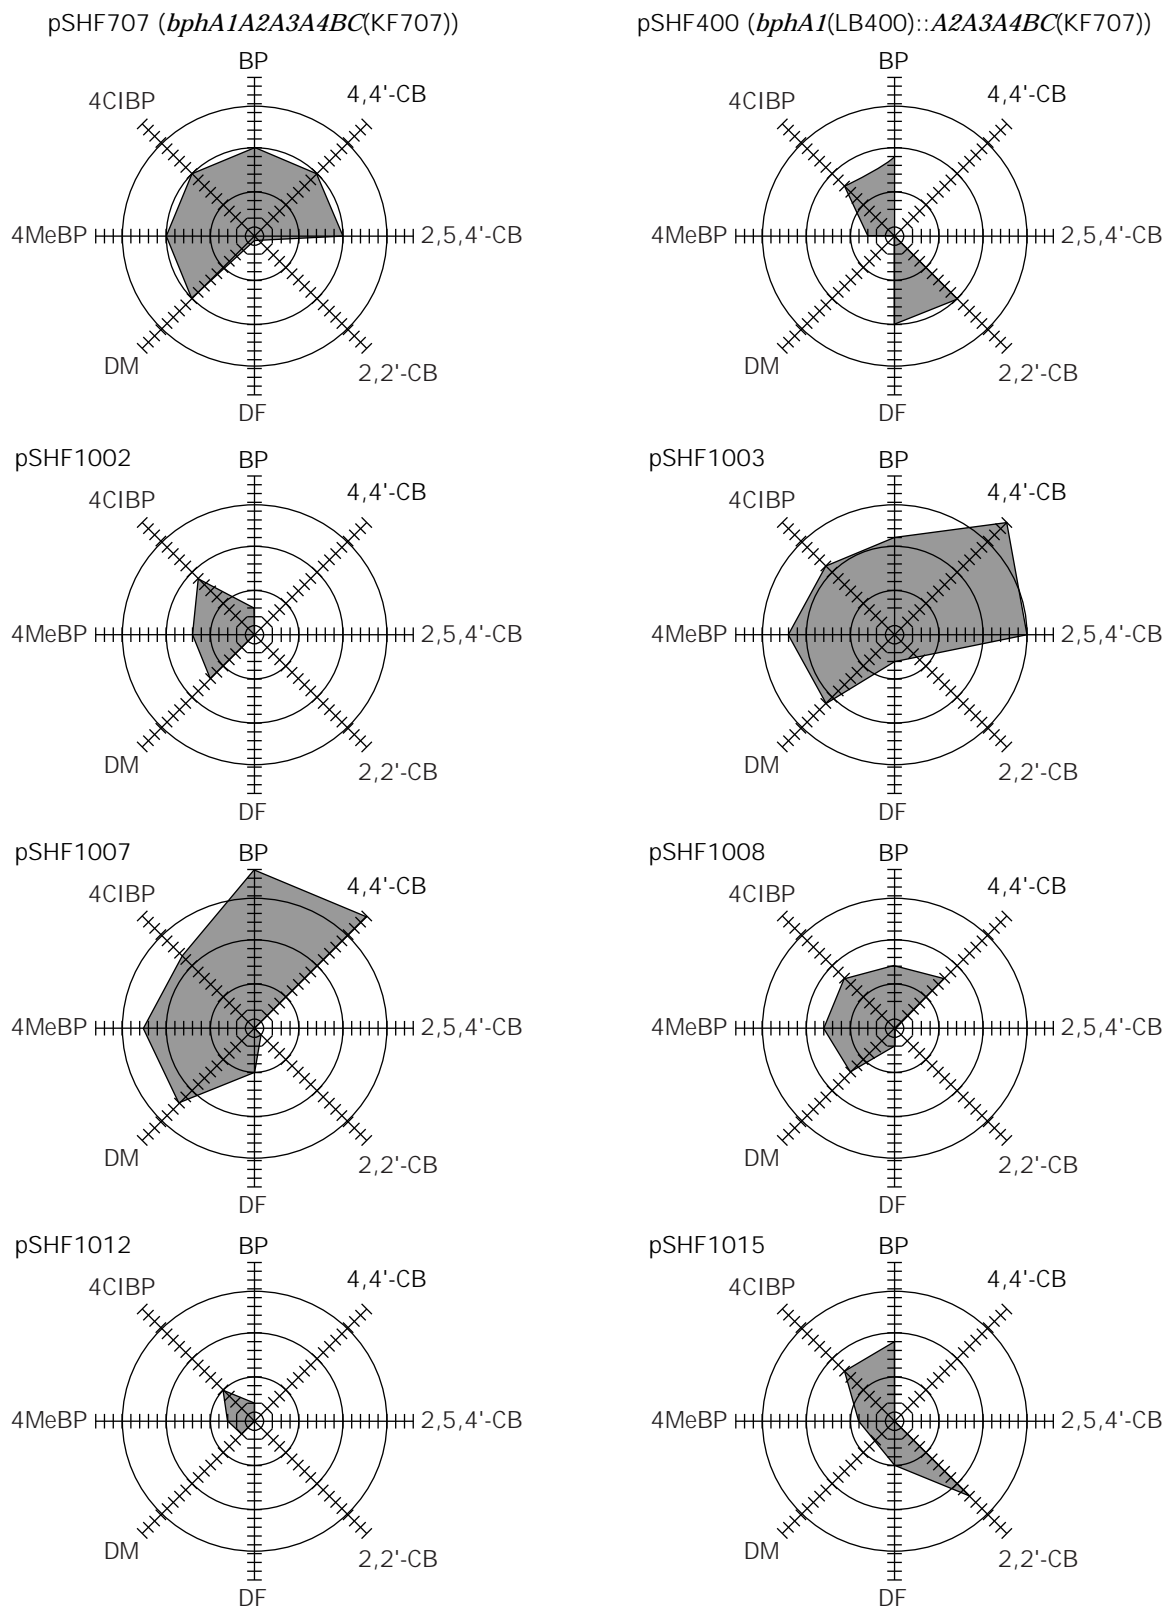 pSHF707 (bphA1A2A3A4BC(KF707))
BP
4,4'-CB
4ClBP
4MeBP
2,5,4'-CB
DM
2,2'-CB
DF
pSHF400 (bphA1(LB400)::A2A3A4BC(KF707))
BP
4,4'-CB
4ClBP
4MeBP
2,5,4'-CB
DM
2,2'-CB
DF
pSHF1002
BP
4,4'-CB
4ClBP
4MeBP
2,5,4'-CB
DM
2,2'-CB
DF
pSHF1003
BP
4,4'-CB
4ClBP
4MeBP
2,5,4'-CB
DM
2,2'-CB
DF
pSHF1007
BP
4,4'-CB
4ClBP
4MeBP
2,5,4'-CB
DM
2,2'-CB
DF
pSHF1008
BP
4,4'-CB
4ClBP
4MeBP
2,5,4'-CB
DM
2,2'-CB
DF
pSHF1012
BP
4,4'-CB
4ClBP
4MeBP
2,5,4'-CB
DM
2,2'-CB
DF
pSHF1015
BP
4,4'-CB
4ClBP
4MeBP
2,5,4'-CB
DM
2,2'-CB
DF